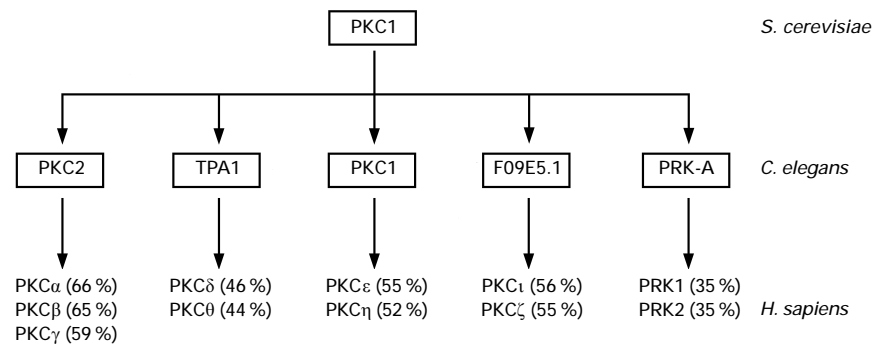 PKC1 S. cerevisiae
PKC2 TPA1 PKC1 F09E5.1 PRK-A C. elegans
PKCα (66 %) PKCδ (46 %) PKCε (55 %) PKCι (56 %) PRK1 (35 %)
PKCβ (65 %) PKCθ (44 %) PKCη (52 %) PKCζ (55 %) PRK2 (35 %) H. sapiens
PKCγ (59 %)